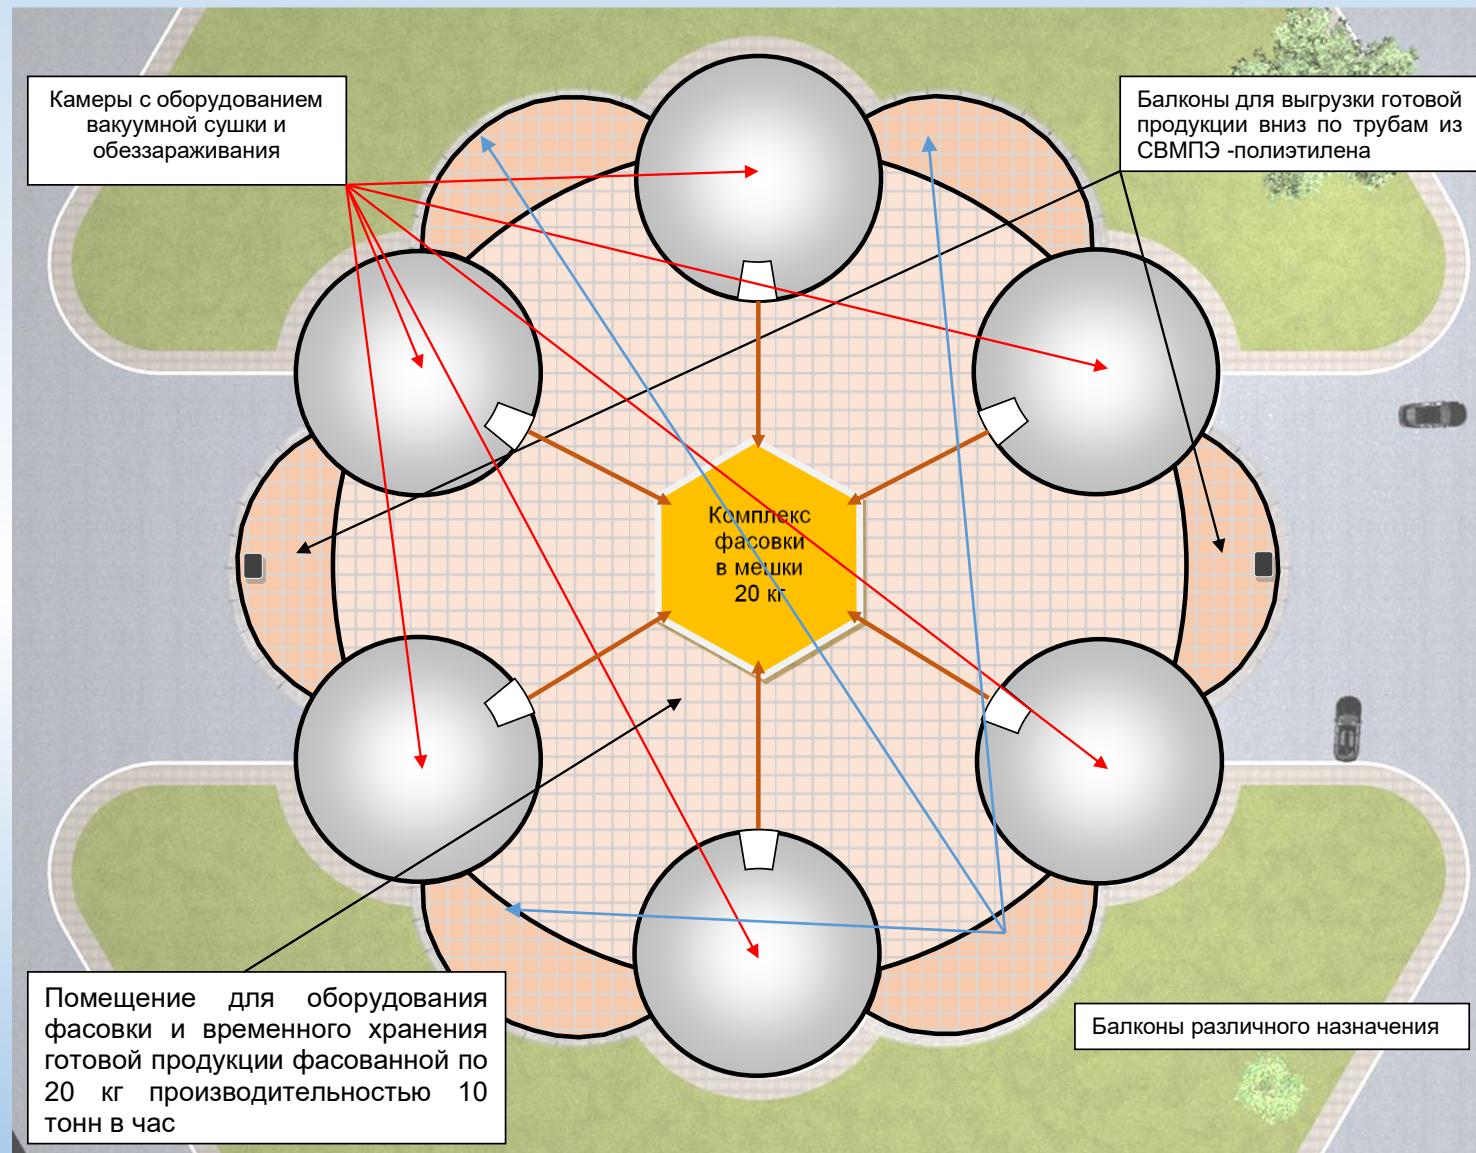 Камеры с оборудованием
вакуумной сушки и
обеззараживания
Балконы для выгрузки готовой
продукции вниз по трубам из
СВМПЭ -полиэтилена
Комплекс
фасовки
в мешки
20 кг
Помещение для оборудования
фасовки и временного хранения
готовой продукции фасованной по
20 кг производительностью 10
тонн в час
Балконы различного назначения